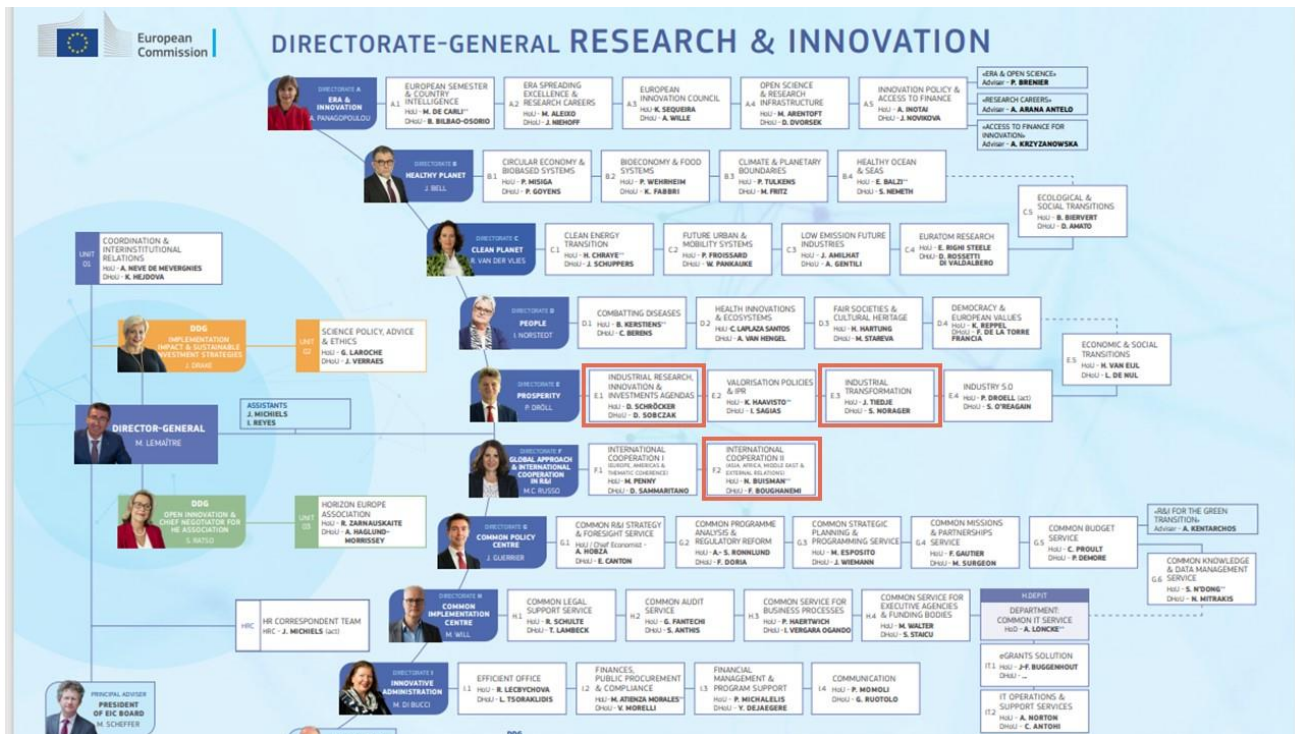 European
Commission
DIRECTORATE-GENERAL RESEARCH & INNOVATION
DIRECTORATE A
ERA &
INNOVATION
A. PANAGOPOULOU
A.1
EUROPEAN SEMESTER
& COUNTRY
INTELLIGENCE
HoU - M. DE CARLI**
DHoU - B. BILBAO-OSORIO
A.2
ERA SPREADING
EXCELLENCE &
RESEARCH CAREERS
HoU - M. ALEIXO
DHoU - J. NIEHOFF
A.3
EUROPEAN
INNOVATION COUNCIL
HoU - K. SEQUEIRA
DHoU - A. WILLE
A.4
OPEN SCIENCE
& RESEARCH
INFRASTRUCTURE
HoU - M. ARENTOFT
DHoU - D. DVORSEK
A.5
INNOVATION POLICY &
ACCESS TO FINANCE
HoU - A. INOTAI
DHoU - J. NOVIKOVA
«ERA & OPEN SCIENCE»
Adviser - P. BRENIER
«RESEARCH CAREERS»
Adviser - A. ARANA ANTELO
«ACCESS TO FINANCE FOR
INNOVATION»
Adviser - A. KRZYZANOWSKA
DIRECTORATE B
HEALTHY PLANET
J. BELL
B.1
CIRCULAR ECONOMY &
BIOBASED SYSTEMS
HoU - P. MISIGA
DHoU - P. GOYENS
B.2
BIOECONOMY & FOOD
SYSTEMS
HoU - P. WEHRHEIM
DHoU - K. FABBRI
B.3
CLIMATE & PLANETARY
BOUNDARIES
HoU - P. TULKENS
DHoU - M. FRITZ
B.4
HEALTHY OCEAN
& SEAS
HoU - E. BALZI**
DHoU - S. NEMETH
C.5
ECOLOGICAL &
SOCIAL TRANSITIONS
HoU - B. BIERVERT
DHoU - D. AMATO
UNIT
01
COORDINATION &
INTERINSTITUTIONAL
RELATIONS
HoU - A. NEVE DE MEVERGNIES
DHoU - K. HEJDOVA
DIRECTORATE C
CLEAN PLANET
R. VAN DER VLIES
C.1
CLEAN ENERGY
TRANSITION
HoU - H. CHRAYE**
DHoU - J. SCHUPPERS
C.2
FUTURE URBAN &
MOBILITY SYSTEMS
HoU - P. FROISSARD
DHoU - W. PANKAUKE
C.3
LOW EMISSION FUTURE
INDUSTRIES
HoU - J. AMILHAT
DHoU - A. GENTILI
C.4
EURATOM RESEARCH
HoU - E. RIGHI STEELE
DHoU - D. ROSSETTI
DI VALDALBERO
DIRECTORATE D
PEOPLE
I. NORSTEDT
D.1
COMBATTING DISEASES
HoU - B. KERSTIENS**
DHoU - C. BERENS
D.2
HEALTH INNOVATIONS
& ECOSYSTEMS
HoU - C. LAPLAZA SANTOS
DHoU - A. VAN HENGEL
D.3
FAIR SOCIETIES &
CULTURAL HERITAGE
HoU - H. HARTUNG
DHoU - M. STAREVA
D.4
DEMOCRACY &
EUROPEAN VALUES
HoU - K. REPPEL
DHoU - F. DE LA TORRE
FRANCIA
E.5
ECONOMIC & SOCIAL
TRANSITIONS
HoU - H. VAN EIJL
DHoU - L. DE NUL
DDG
IMPLEMENTATION
IMPACT & SUSTAINABLE
INVESTMENT STRATEGIES
J. DRAKE
UNIT
02
SCIENCE POLICY, ADVICE
& ETHICS
HoU - G. LAROCHE
DHoU - J. VERRAES
DIRECTORATE E
PROSPERITY
P. DRÖLL
E.1
INDUSTRIAL RESEARCH,
INNOVATION &
INVESTMENTS AGENDAS
HoU - D. SCHRÖCKER
DHoU - D. SOBCZAK
E.2
VALORISATION POLICIES
& IPR
HoU - K. HAAVISTO**
DHoU - I. SAGIAS
E.3
INDUSTRIAL
TRANSFORMATION
HoU - J. TIEDJE
DHoU - S. NORAGER
E.4
INDUSTRY 5.0
HoU - P. DROELL (act)
DHoU - S. O'REAGAIN
DIRECTOR-GENERAL
M. LEMAÎTRE
ASSISTANTS
J. MICHIELS
I. REYES
DIRECTORATE F
GLOBAL APPROACH
& INTERNATIONAL
COOPERATION
IN R&I
M.C. RUSSO
F.1
INTERNATIONAL
COOPERATION I
(EUROPE, AMERICAS &
THEMATIC COHERENCE)
HoU - M. PENNY
DHoU - D. SAMMARITANO
F.2
INTERNATIONAL
COOPERATION II
(ASIA, AFRICA, MIDDLE EAST &
EXTERNAL RELATIONS)
HoU - N. BUISMAN**
DHoU - F. BOUGHANEMI
DDG
OPEN INNOVATION &
CHIEF NEGOTIATOR FOR
HE ASSOCIATION
S. RATSO
UNIT
03
HORIZON EUROPE
ASSOCIATION
HoU - R. ZARNAUSKAITE
DHoU - A. HAGLUND-
MORRISSEY
DIRECTORATE G
COMMON POLICY
CENTRE
J. GUERRIER
G.1
COMMON R&I STRATEGY
& FORESIGHT SERVICE
HoU / Chief Economist -
A. HOBZA
DHoU - E. CANTON
G.2
COMMON PROGRAMME
ANALYSIS &
REGULATORY REFORM
HoU - A.- S. RONNLUND
DHoU - F. DORIA
G.3
COMMON STRATEGIC
PLANNING &
PROGRAMMING SERVICE
HoU - M. ESPOSITO
DHoU - J. WIEMANN
G.4
COMMON MISSIONS
& PARTNERSHIPS
SERVICE
HoU - F. GAUTIER
DHoU - M. SURGEON
G.5
COMMON BUDGET
SERVICE
HoU - C. PROULT
DHoU - P. DEMORE
«R&I FOR THE GREEN
TRANSITION»
Adviser - A. KENTARCHOS
G.6
COMMON KNOWLEDGE
& DATA MANAGEMENT
SERVICE
HoU - S. N'DONG**
DHoU - N. MITRAKIS
HRC
HR CORRESPONDENT TEAM
HRC - J. MICHIELS (act)
DIRECTORATE H
COMMON
IMPLEMENTATION
CENTRE
M. WILL
H.1
COMMON LEGAL
SUPPORT SERVICE
HoU - R. SCHULTE
DHoU - T. LAMBECK
H.2
COMMON AUDIT
SERVICE
HoU - G. FANTECHI
DHoU - S. ANTHIS
H.3
COMMON SERVICE FOR
BUSINESS PROCESSES
HoU - P. HAERTWICH
DHoU - I. VERGARA OGANDO
H.4
COMMON SERVICE FOR
EXECUTIVE AGENCIES
& FUNDING BODIES
HoU - M. WALTER
DHoU - S. STAICU
H.DEPIT
DEPARTMENT:
COMMON IT SERVICE
HoD - A. LONCKE**
IT.1
eGRANTS SOLUTION
HoU - J-F. BUGGENHOUT
DHoU - ...
IT.2
IT OPERATIONS &
SUPPORT SERVICES
HoU - A. NORTON
DHoU - C. ANTOHI
DIRECTORATE I
INNOVATIVE
ADMINISTRATION
M. DI BUCCI
I.1
EFFICIENT OFFICE
HoU - R. LECBYCHOVA
DHoU - L. TSORAKLIDIS
I.2
FINANCES,
PUBLIC PROCUREMENT
& COMPLIANCE
HoU - M. ATIENZA MORALES**
DHoU - V. MORELLI
I.3
FINANCIAL
MANAGEMENT &
PROGRAM SUPPORT
HoU - P. MICHALELIS
DHoU - Y. DEJAEGERE
I.4
COMMUNICATION
HoU - P. MOMOLI
DHoU - G. RUOTOLO
PRINCIPAL ADVISER
PRESIDENT
OF EIC BOARD
M. SCHEFFER
DDG